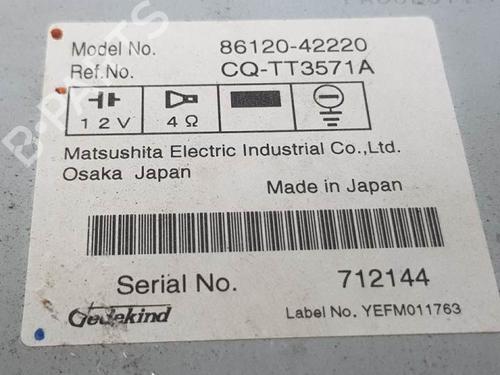 Model No. 86120-42220
Ref.No. CQ-TT3571A
12V 4Ω
Matsushita Electric Industrial Co.,Ltd.
Osaka Japan
Made in Japan
Serial No. 712144
Gedekind
Label No. YEFM011763
B-PARTS